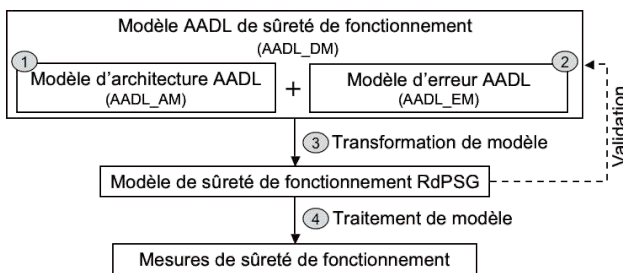 Modèle AADL de sûreté de fonctionnement
(AADL_DM)
1
2
Modèle d'architecture AADL
(AADL_AM)
+
Modèle d'erreur AADL
(AADL_EM)
3 Transformation de modèle
Validation
Modèle de sûreté de fonctionnement RdPSG
4 Traitement de modèle
Mesures de sûreté de fonctionnement